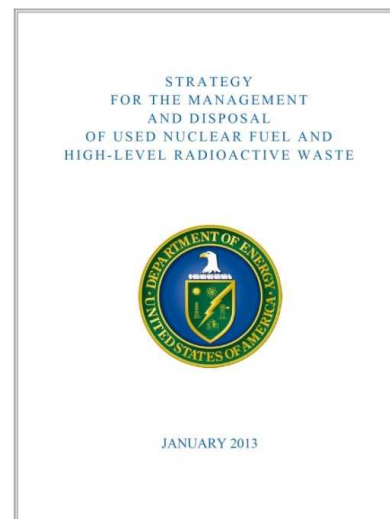 STRATEGY
FOR THE MANAGEMENT
AND DISPOSAL
OF USED NUCLEAR FUEL AND
HIGH-LEVEL RADIOACTIVE WASTE
DEPARTMENT OF ENERGY
UNITED STATES OF AMERICA
JANUARY 2013